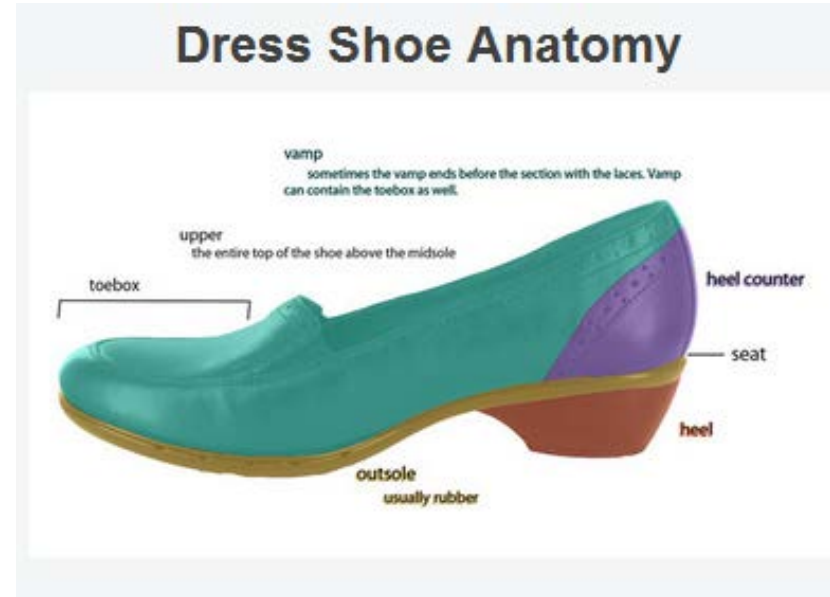 Dress Shoe Anatomy
vamp
sometimes the vamp ends before the section with the laces. Vamp
can contain the toebox as well.
upper
the entire top of the shoe above the midsole
toebox
heel counter
seat
heel
outsole
usually rubber